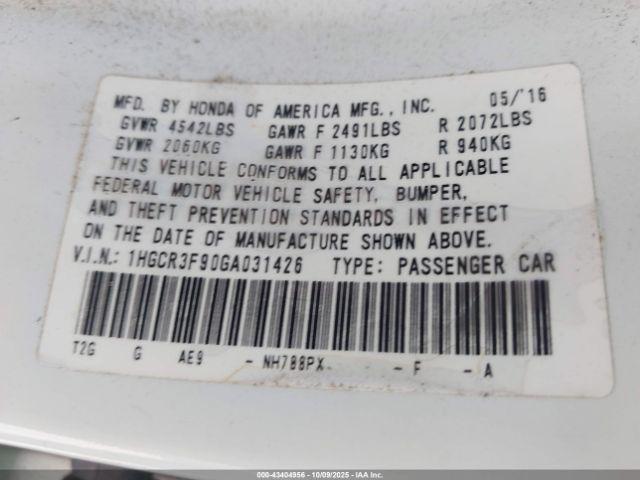 MFD. BY HONDA OF AMERICA MFG., INC. 05/'16
GVWR 4542LBS GAWR F 2491LBS R 2072LBS
GVWR 2060KG GAWR F 1130KG R 940KG
THIS VEHICLE CONFORMS TO ALL APPLICABLE
FEDERAL MOTOR VEHICLE SAFETY, BUMPER,
AND THEFT PREVENTION STANDARDS IN EFFECT
ON THE DATE OF MANUFACTURE SHOWN ABOVE.
V.I.N.: 1HGCR3F90GA031426 TYPE: PASSENGER CAR
T2G G AE9 - NH788PX - F - A
000-43404956 - 10/09/2025 - IAA Inc.